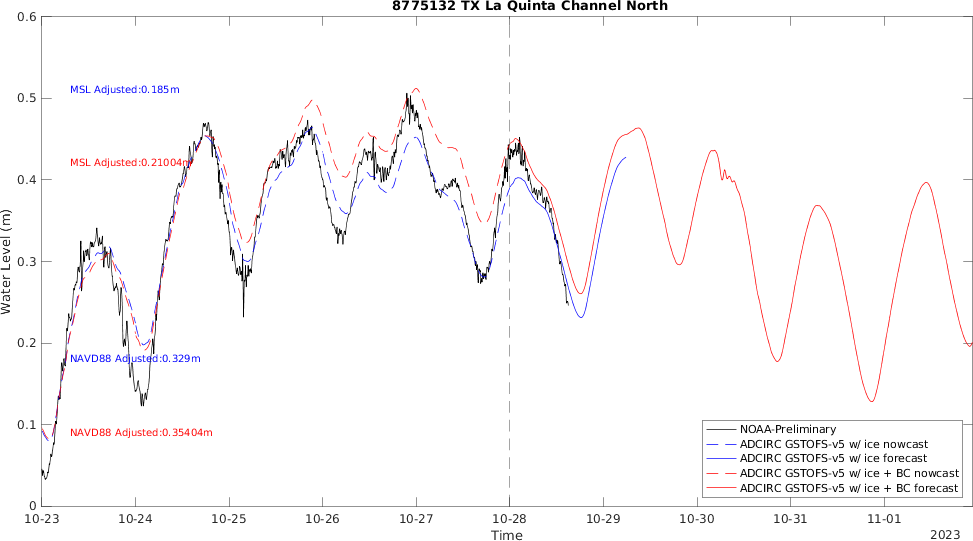 8775132 TX La Quinta Channel North
Water Level (m)
0.6
0.5
0.4
0.3
0.2
0.1
0
MSL Adjusted:0.185m
MSL Adjusted:0.21004m
NAVD88 Adjusted:0.329m
NAVD88 Adjusted:0.35404m
NOAA-Preliminary
ADCIRC GSTOFS-v5 w/ ice nowcast
ADCIRC GSTOFS-v5 w/ ice forecast
ADCIRC GSTOFS-v5 w/ ice + BC nowcast
ADCIRC GSTOFS-v5 w/ ice + BC forecast
10-23 10-24 10-25 10-26 10-27 10-28 10-29 10-30 10-31 11-01
Time
2023